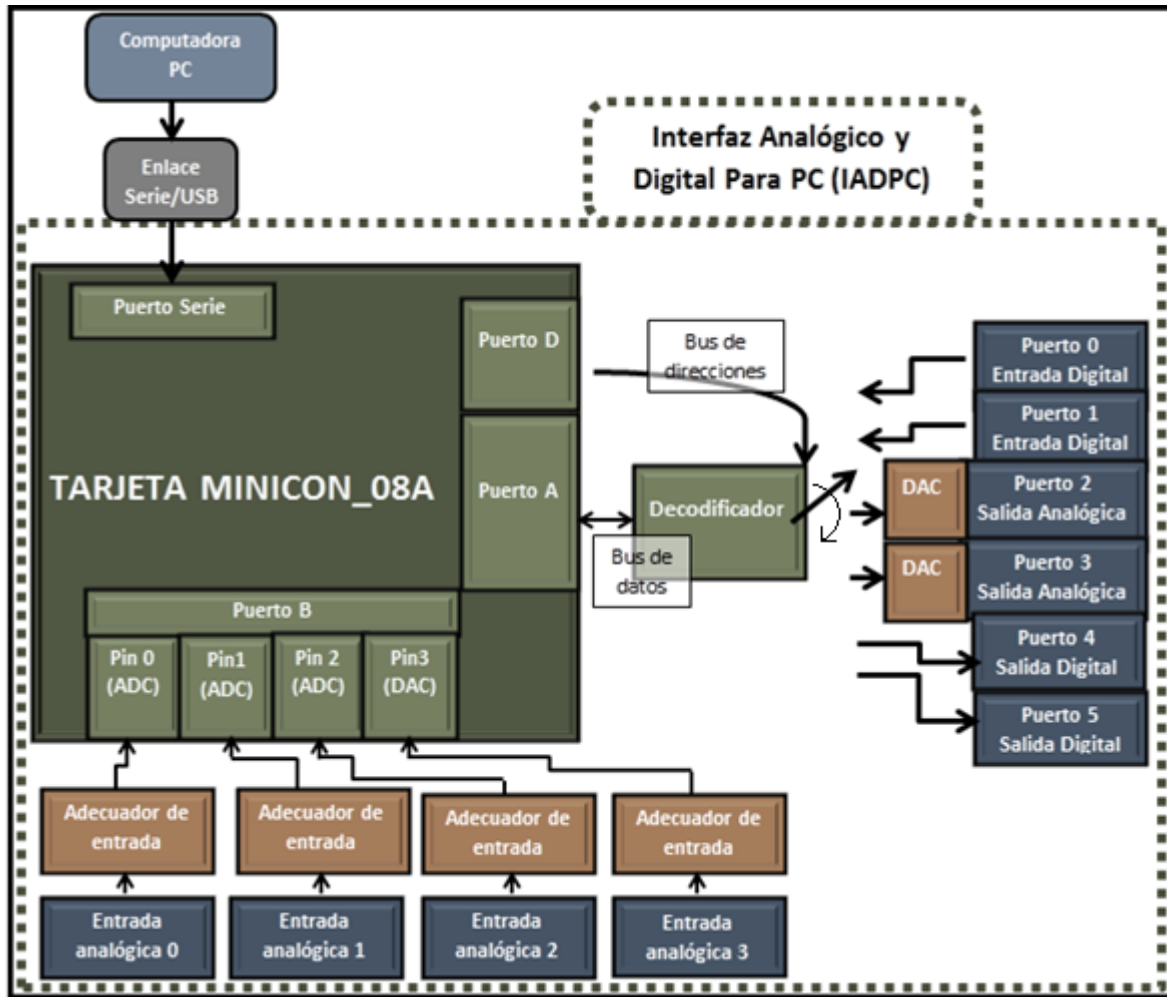 Computadora
PC
Enlace
Serie/USB
Interfaz Analógico y
Digital Para PC (IADPC)
Puerto Serie
Puerto D
Bus de
direcciones
Puerto 0
Entrada Digital
Puerto 1
Entrada Digital
TARJETA MINICON_08A
Puerto A
Decodificador
DAC
Puerto 2
Salida Analógica
Bus de
datos
DAC
Puerto 3
Salida Analógica
Puerto B
Pin 0
(ADC)
Pin1
(ADC)
Pin 2
(ADC)
Pin3
(DAC)
Puerto 4
Salida Digital
Puerto 5
Salida Digital
Adecuador de
entrada
Adecuador de
entrada
Adecuador de
entrada
Adecuador de
entrada
Entrada
analógica 0
Entrada
analógica 1
Entrada
analógica 2
Entrada
analógica 3